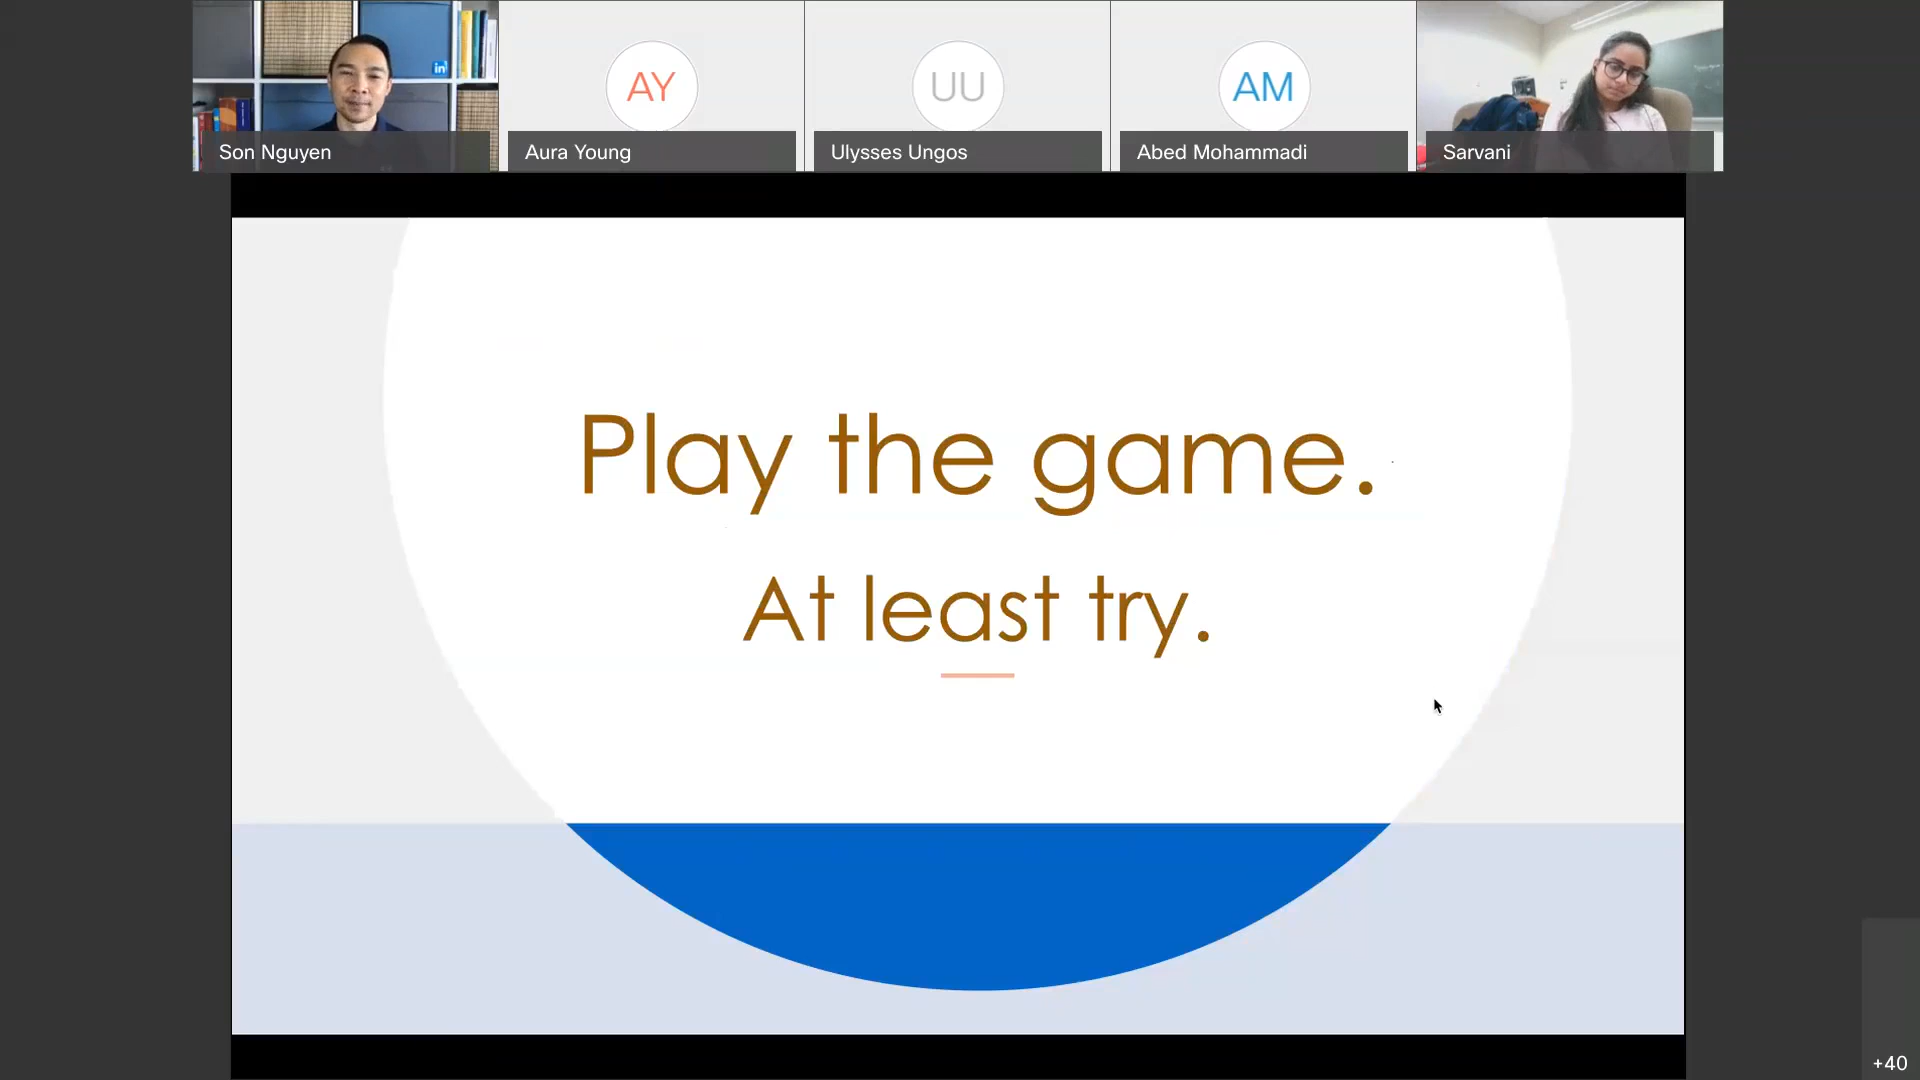 in
AY
UU
AM
Son Nguyen
Aura Young
Ulysses Ungos
Abed Mohammadi
Sarvani
Play the game.
At least try.
+40